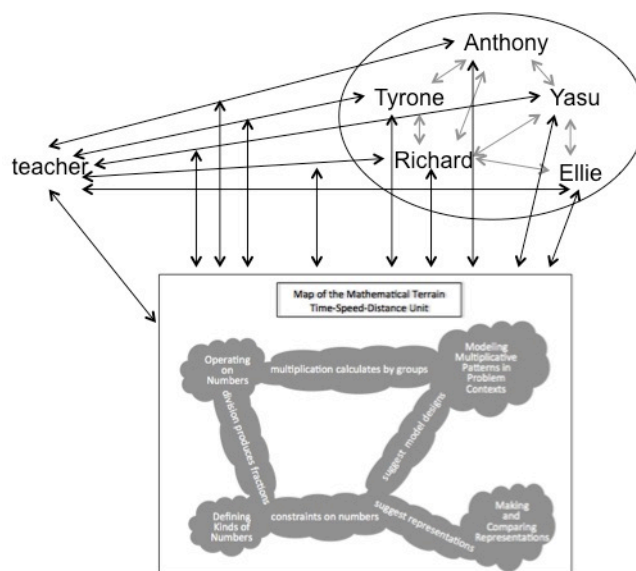 Anthony
Tyrone
Yasu
teacher
Richard
Ellie
Map of the Mathematical Terrain
Time-Speed-Distance Unit
Operating
on
Numbers
multiplication calculates by groups
Modeling
Multiplicative
Patterns in
Problem
Contexts
division produces fractions
suggest model designs
Defining
Kinds of
Numbers
constraints on numbers
suggest representations
Making
and
Comparing
Representations